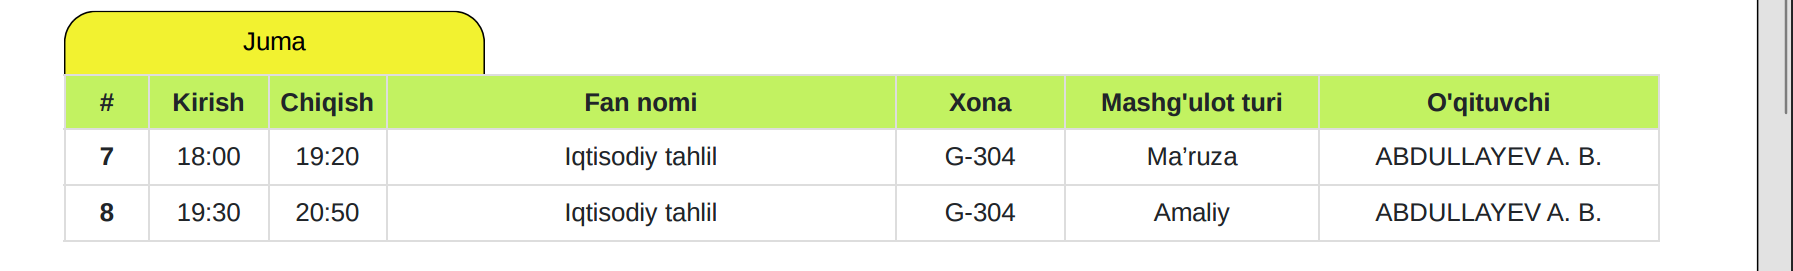 Juma
# Kirish Chiqish Fan nomi Xona Mashg'ulot turi O'qituvchi
7 18:00 19:20 Iqtisodiy tahlil G-304 Ma’ruza ABDULLAYEV A. B.
8 19:30 20:50 Iqtisodiy tahlil G-304 Amaliy ABDULLAYEV A. B.